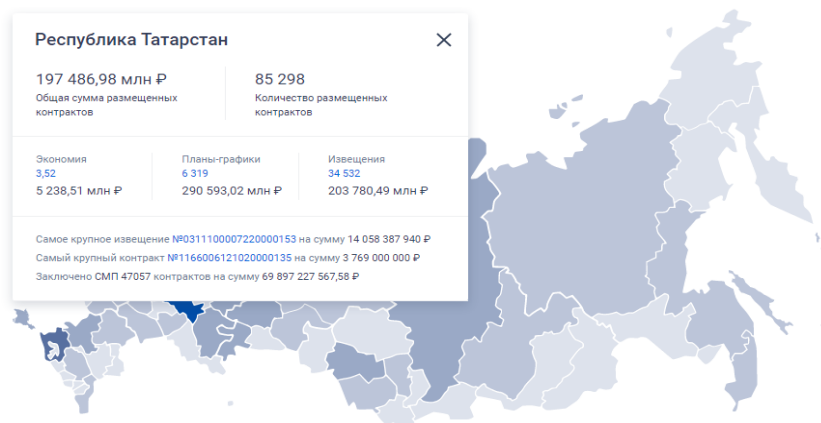 Республика Татарстан
197 486,98 млн ₽ 85 298
Общая сумма размещенных Количество размещенных
контрактов контрактов
Экономия Планы-графики Извещения
3,52 6 319 34 532
5 238,51 млн ₽ 290 593,02 млн ₽ 203 780,49 млн ₽
Самое крупное извещение №0311100007220000153 на сумму 14 058 387 940 ₽
Самый крупный контракт №1166006121020000135 на сумму 3 769 000 000 ₽
Заключено СМП 47057 контрактов на сумму 69 897 227 567,58 ₽